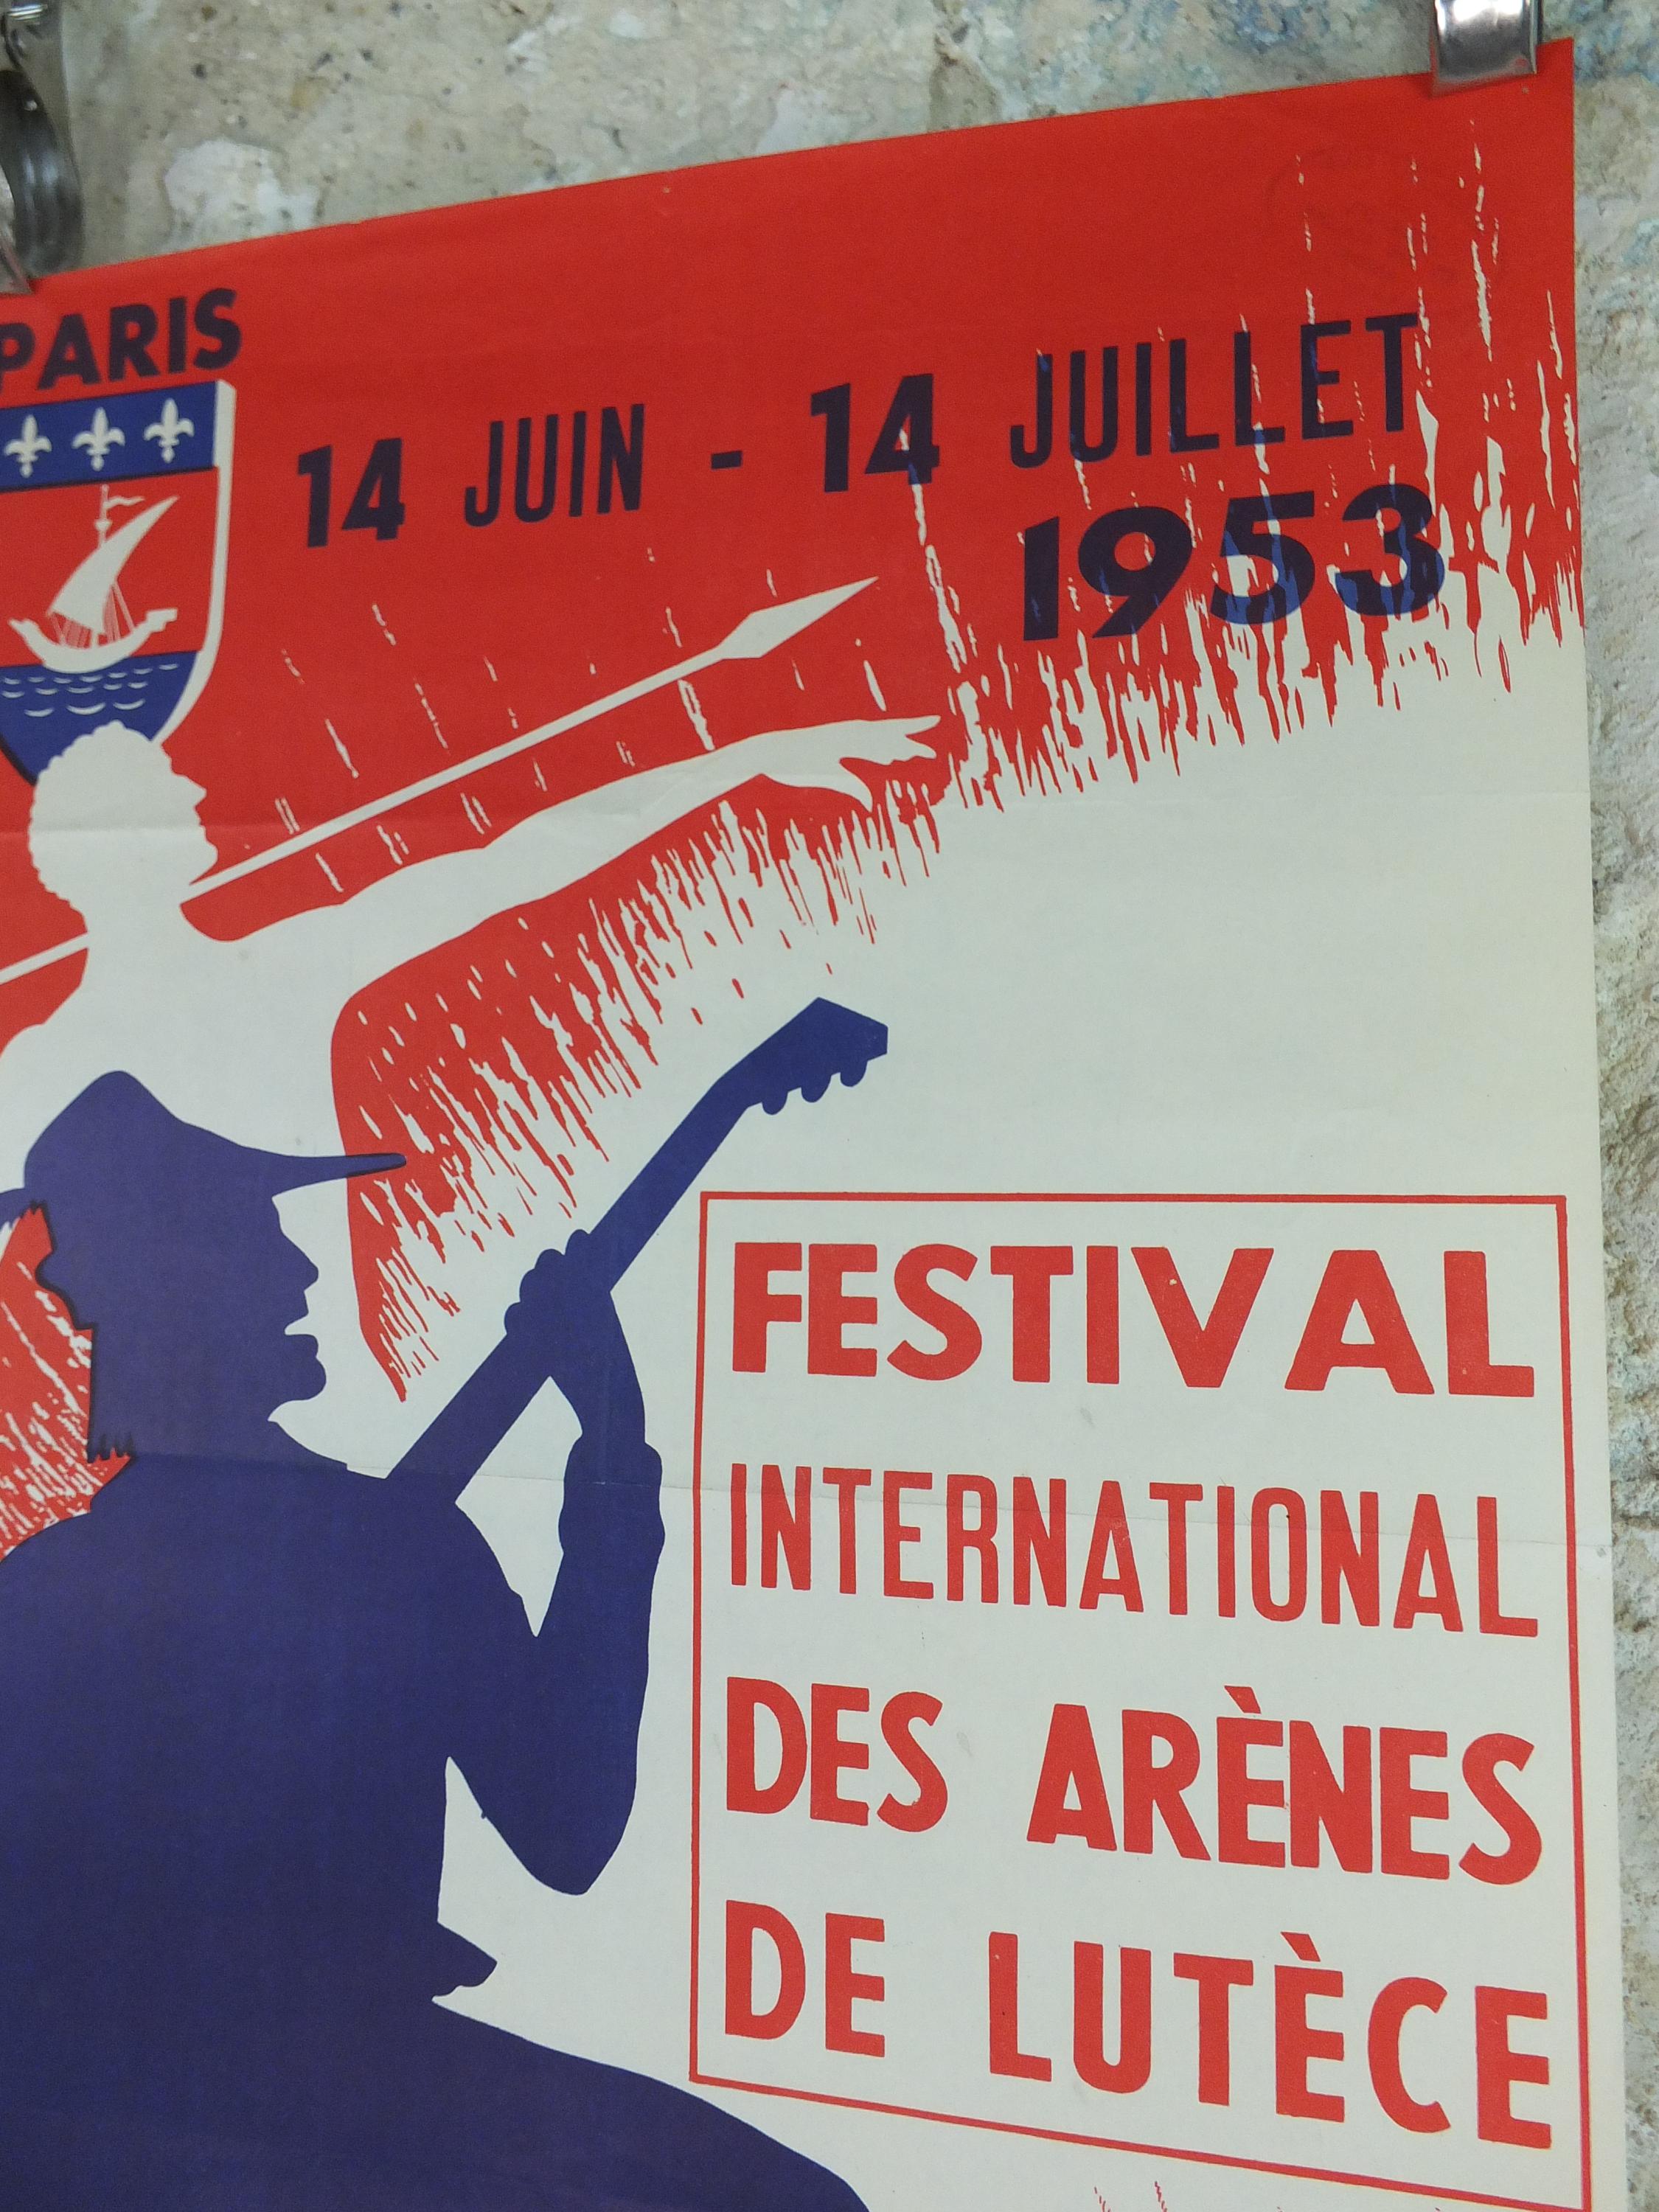 PARIS
14 JUIN - 14 JUILLET
1953
FESTIVAL
INTERNATIONAL
DES ARÈNES
DE LUTÈCE